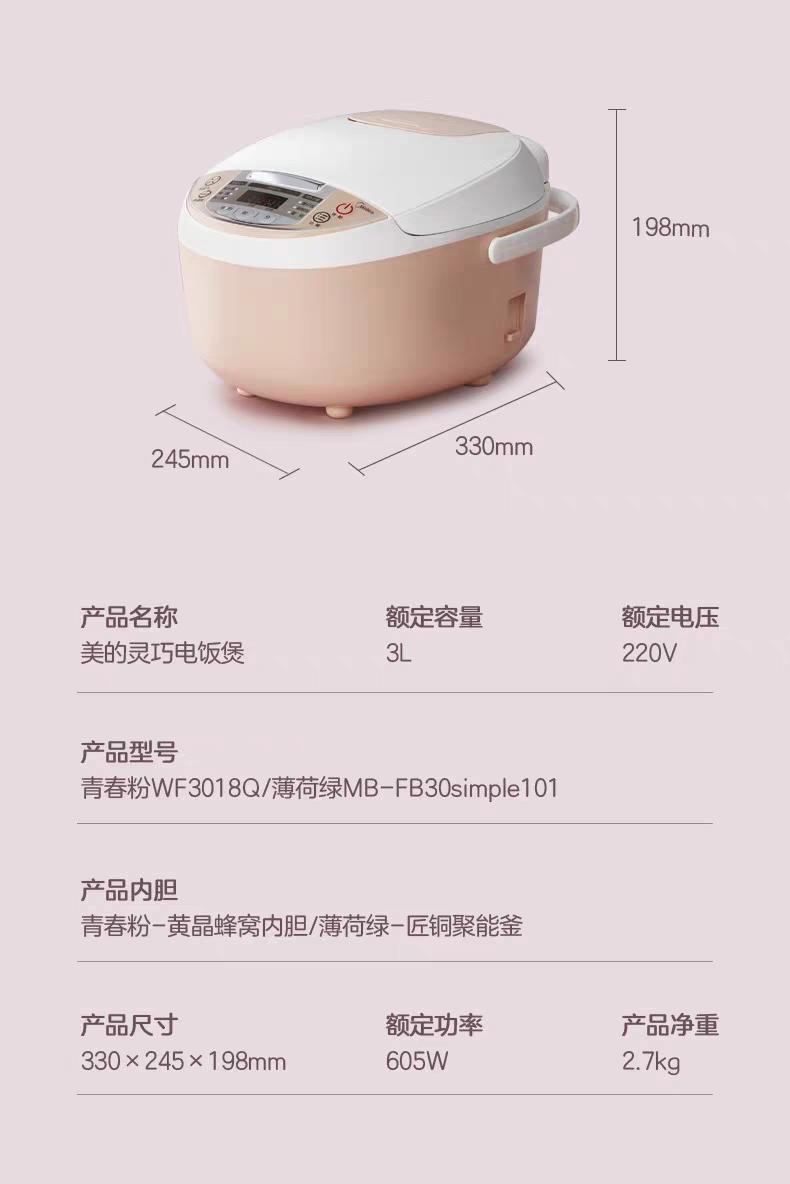 Midea
198mm
245mm
330mm
产品名称 额定容量 额定电压
美的灵巧电饭煲 3L 220V
产品型号
青春粉WF3018Q/薄荷绿MB-FB30simple101
产品内胆
青春粉-黄晶蜂窝内胆/薄荷绿-匠铜聚能釜
产品尺寸 额定功率 产品净重
330×245×198mm 605W 2.7kg